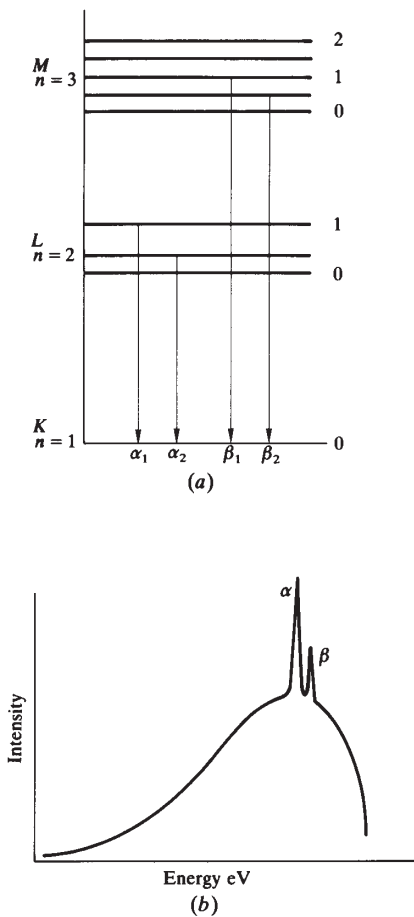 2
M
n = 3
1
0
1
L
n = 2
0
K
n = 1
0
α₁ α₂ β₁ β₂
(a)
α
β
Intensity
Energy eV
(b)